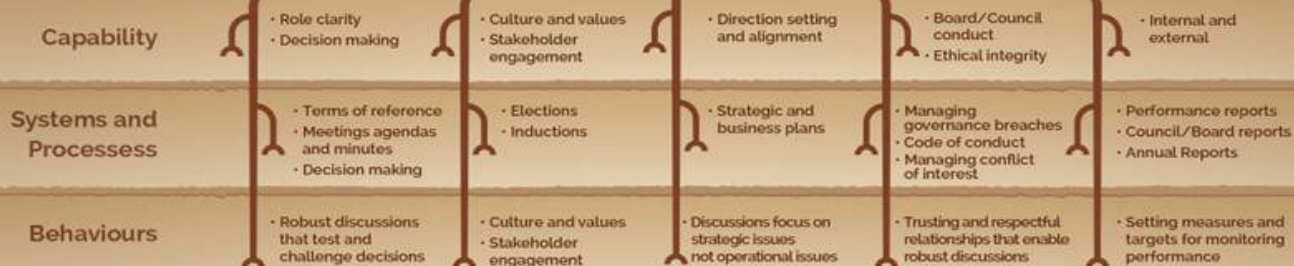 Capability
• Role clarity
• Decision making
• Culture and values
• Stakeholder
engagement
• Direction setting
and alignment
• Board/Council
conduct
• Ethical integrity
• Internal and
external
Systems and
Processess
• Terms of reference
• Meetings agendas
and minutes
• Decision making
• Elections
• Inductions
• Strategic and
business plans
• Managing
governance breaches
• Code of conduct
• Managing conflict
of interest
• Performance reports
• Council/Board reports
• Annual Reports
Behaviours
• Robust discussions
that test and
challenge decisions
• Culture and values
• Stakeholder
engagement
• Discussions focus on
strategic issues
not operational issues
• Trusting and respectful
relationships that enable
robust discussions
• Setting measures and
targets for monitoring
performance